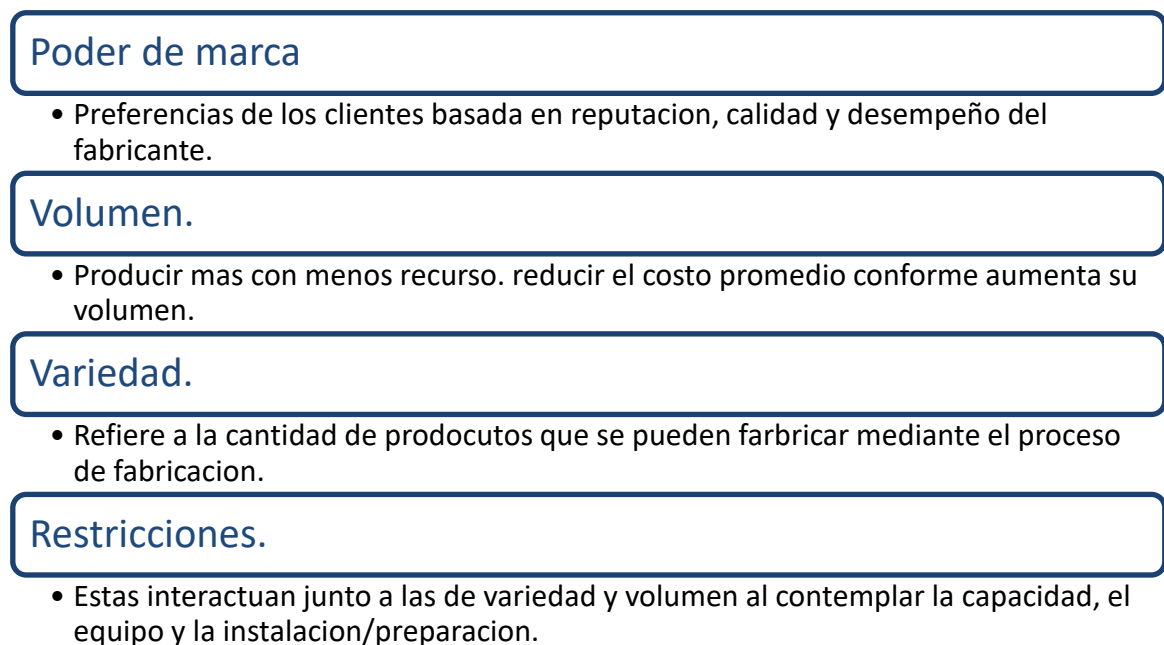 Poder de marca
• Preferencias de los clientes basada en reputacion, calidad y desempeño del
fabricante.
Volumen.
• Producir mas con menos recurso. reducir el costo promedio conforme aumenta su
volumen.
Variedad.
• Refiere a la cantidad de prodocutos que se pueden farbricar mediante el proceso
de fabricacion.
Restricciones.
• Estas interactuan junto a las de variedad y volumen al contemplar la capacidad, el
equipo y la instalacion/preparacion.